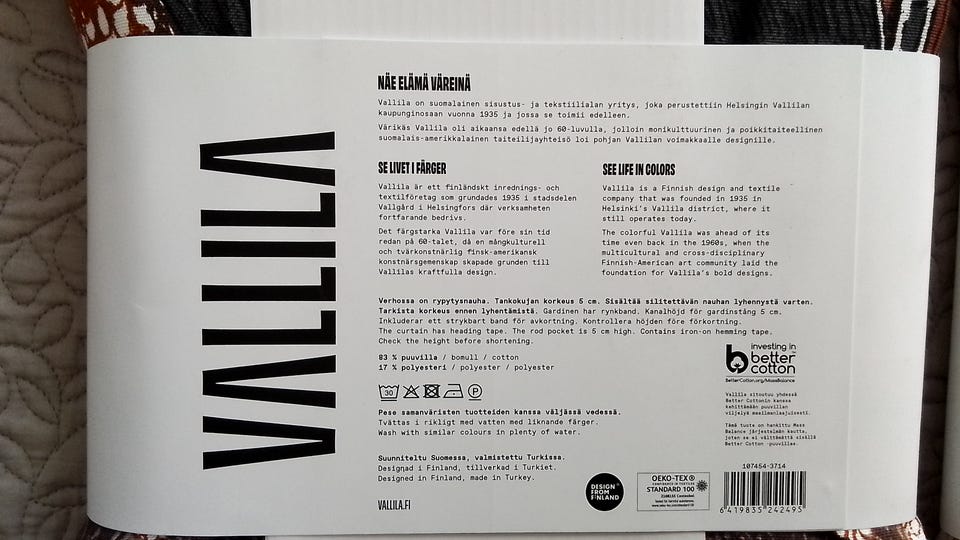 VALLILA
NÄE ELÄMÄ VÄREINÄ
Vallila on suomalainen sisustus- ja tekstiilialan yritys, joka perustettiin Helsingin Vallilan
kaupunginosaan vuonna 1935 ja jossa se toimii edelleen.
Värikäs Vallila oli aikaansa edellä jo 60-luvulla, jolloin monikulttuurinen ja poikkitaiteellinen
suomalais-amerikkalainen taiteilijayhteisö loi pohjan Vallilan voimakkaalle designille.
SE LIVET I FÄRGER
Vallila är ett finländskt inrednings- och
textilföretag som grundades 1935 i stadsdelen
Vallgård i Helsingfors där verksamheten
fortfarande bedrivs.
Det färgstarka Vallila var före sin tid
redan på 60-talet, då en mångkulturell
och tvärkonstnärlig finsk-amerikansk
konstnärsgemenskap skapade grunden till
Vallilas kraftfulla design.
SEE LIFE IN COLORS
Vallila is a Finnish design and textile
company that was founded in 1935 in
Helsinki's Vallila district, where it
still operates today.
The colorful Vallila was ahead of its
time even back in the 1960s, when the
multicultural and cross-disciplinary
Finnish-American art community laid the
foundation for Vallila's bold designs.
Verhossa on rypytysnauha. Tankokujan korkeus 5 cm. Sisältää silitettävän nauhan lyhennystä varten.
Tarkista korkeus ennen lyhentämistä. Gardinen har rynkband. Kanalhöjd för gardinstång 5 cm.
Inkluderar ett strykbart band för avkortning. Kontrollera höjden före förkortning.
The curtain has heading tape. The rod pocket is 5 cm high. Contains iron-on hemming tape.
Check the height before shortening.
83 % puuvilla / bomull / cotton
17 % polyesteri / polyester / polyester
30 P
Pese samanväristen tuotteiden kanssa väljässä vedessä.
Tvättas i rikligt med vatten med liknande färger.
Wash with similar colours in plenty of water.
Suunniteltu Suomessa, valmistettu Turkissa.
Designad i Finland, tillverkad i Turkiet.
Designed in Finland, made in Turkey.
VALLILA.FI
investing in
better
cotton
BetterCotton.org/MassBalance
Vallila sitoutuu yhdessä
Better Cottonin kanssa
kehittämään puuvillan
viljelyä maailmanlaajuisesti.
Tämä tuote on hankittu Mass
Balance järjestelmän kautta,
joten se ei välttämättä sisällä
Better Cotton -puuvillaa.
DESIGN
FROM
FINLAND
OEKO-TEX®
CONFIDENCE IN TEXTILES
STANDARD 100
107454-3714
6 419835 242495